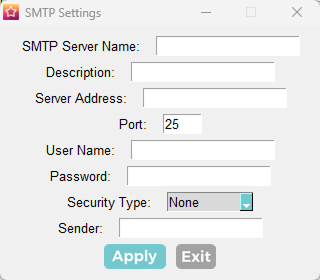 SMTP Settings
SMTP Server Name:
Description:
Server Address:
Port: 25
User Name:
Password:
Security Type: None
Sender:
Apply Exit